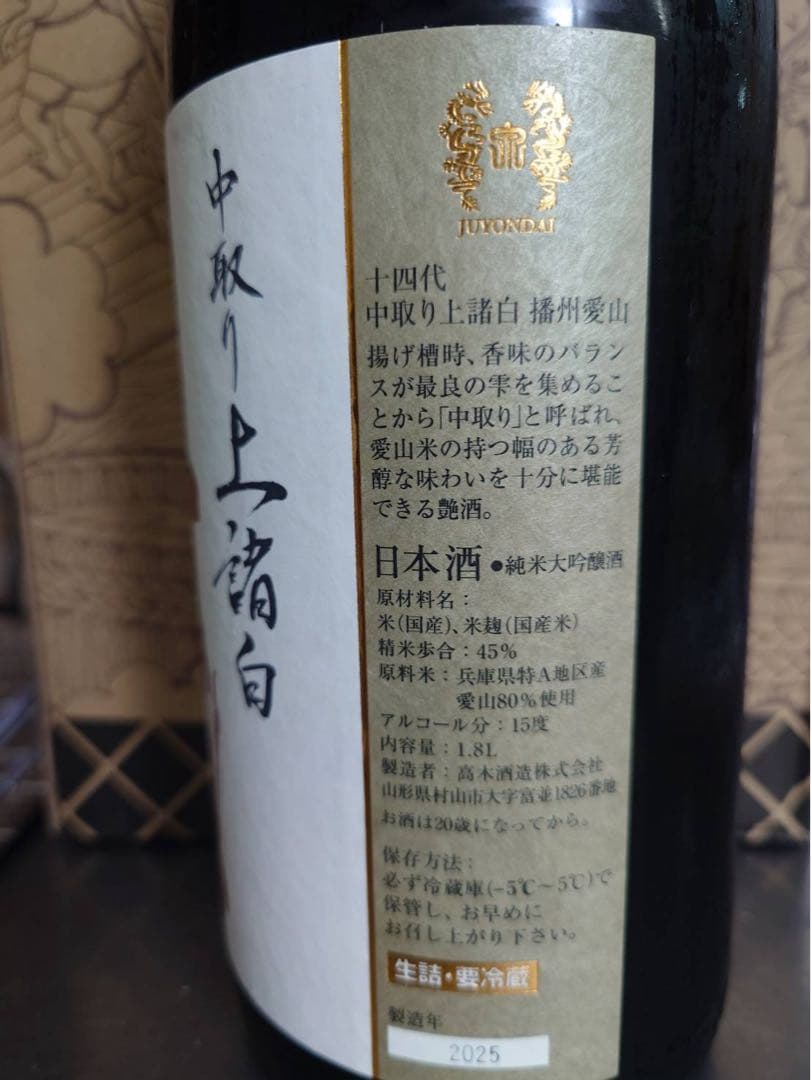 中取り上諸白
JUYONDAI
十四代
中取り上諸白 播州愛山
揚げ槽時、香味のバラン
スが最良の雫を集めるこ
とから「中取り」と呼ばれ、
愛山米の持つ幅のある芳
醇な味わいを十分に堪能
できる艶酒。
日本酒●純米大吟醸酒
原材料名：
米(国産)、米麹(国産米)
精米歩合：45%
原料米：兵庫県特A地区産
愛山80%使用
アルコール分：15度
内容量：1.8L
製造者：高木酒造株式会社
山形県村山市大字富並1826番地
お酒は20歳になってから。
保存方法：
必ず冷蔵庫(−5℃〜5℃)で
保管し、お早めに
お召し上がり下さい。
生詰・要冷蔵
製造年
2025